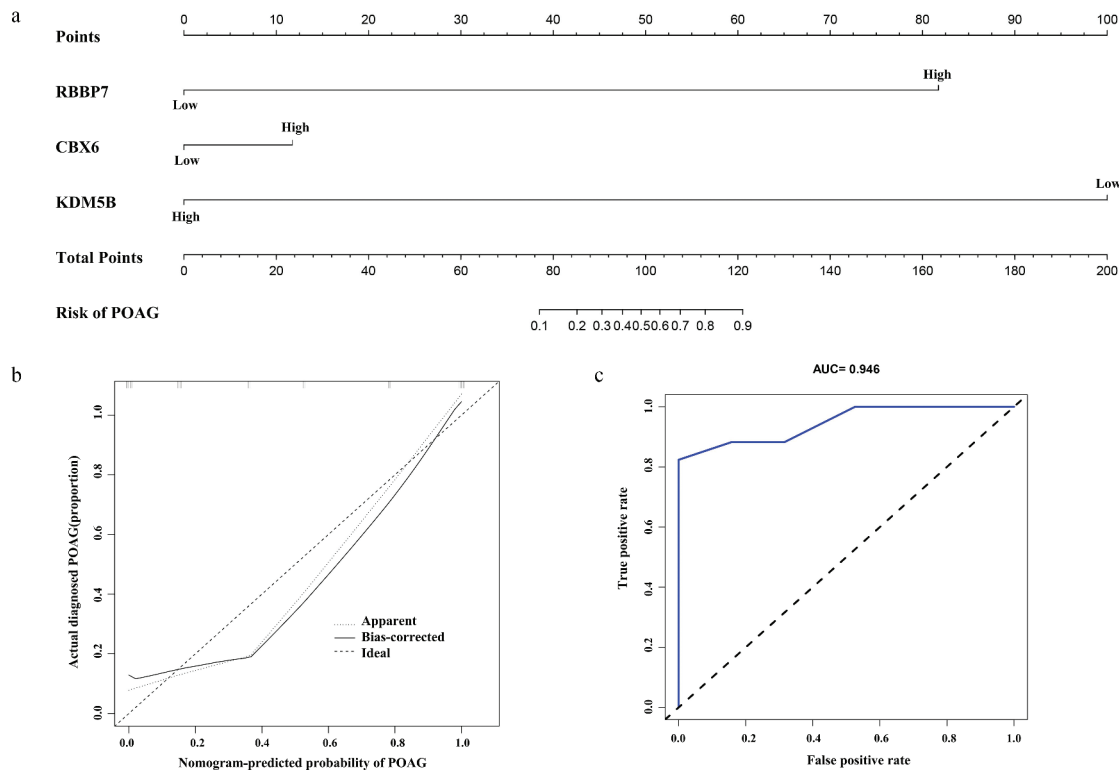 a
Points
0 10 20 30 40 50 60 70 80 90 100
RBBP7
High
Low
CBX6
High
Low
KDM5B
Low
High
Total Points
0 20 40 60 80 100 120 140 160 180 200
Risk of POAG
0.1 0.2 0.3 0.4 0.5 0.6 0.7 0.8 0.9
b
Actual diagnosed POAG(proportion)
1.0
0.8
0.6
0.4
0.2
0.0
Apparent
Bias-corrected
Ideal
0.0 0.2 0.4 0.6 0.8 1.0
Nomogram-predicted probability of POAG
c
AUC= 0.946
True positive rate
1.0
0.8
0.6
0.4
0.2
0.0
0.0 0.2 0.4 0.6 0.8 1.0
False positive rate